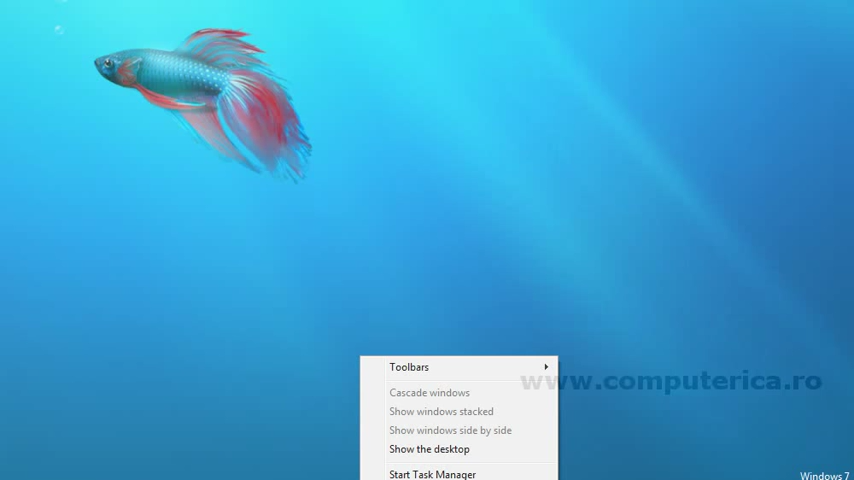 Toolbars
www.computerica.ro
Cascade windows
Show windows stacked
Show windows side by side
Show the desktop
Start Task Manager
Windows 7